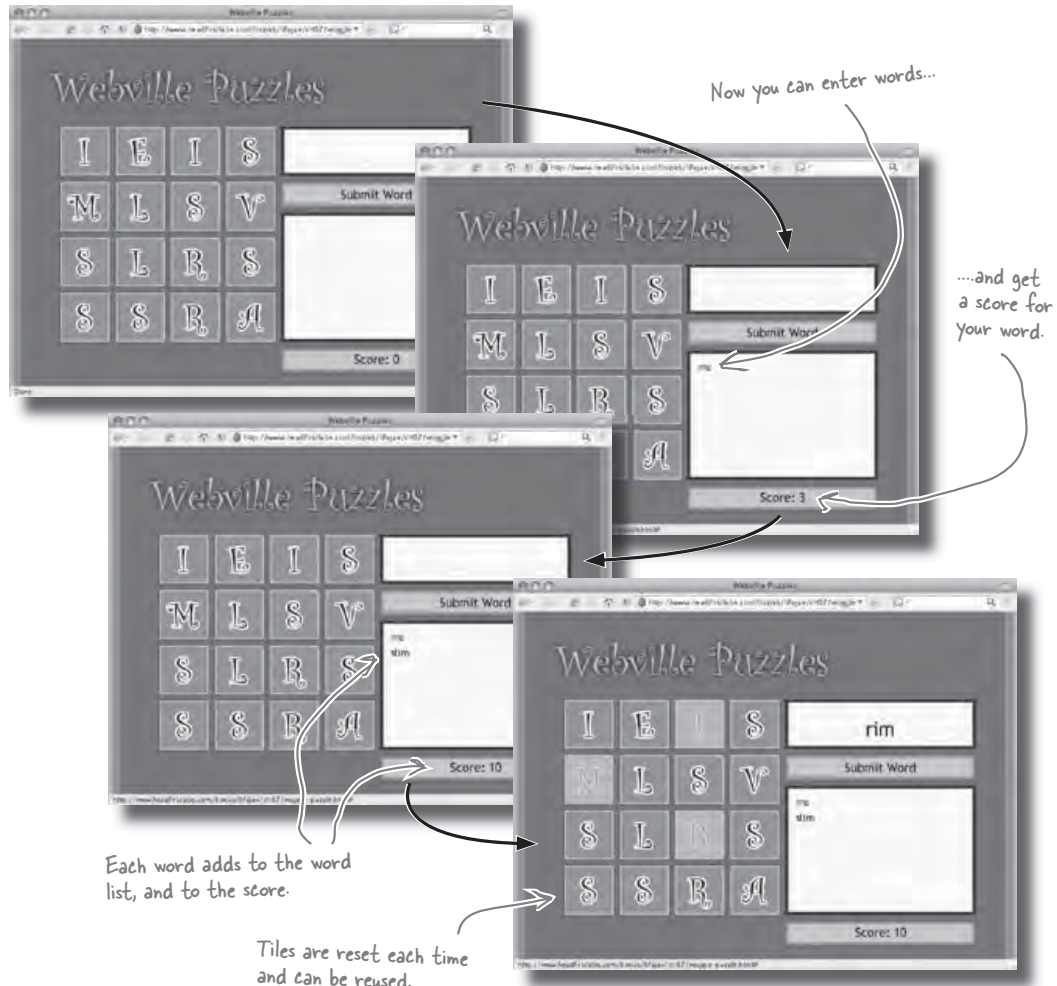 Webville Puzzles
I E I S
Submit Word
M L S V
S L R S
S S R A
Score: 0
Now you can enter words...
....and get
a score for
your word.
Webville Puzzles
I E I S
Submit Word
M L S V
S L R S
A
Score: 3
Webville Puzzles
I E I S
Submit Word
M L S V
slim
S L R S
S S R A
Score: 10
Each word adds to the word
list, and to the score.
Webville Puzzles
I E I S
rim
Submit Word
M L S V
slim
S L R S
S S R A
Score: 10
Tiles are reset each time
and can be reused.